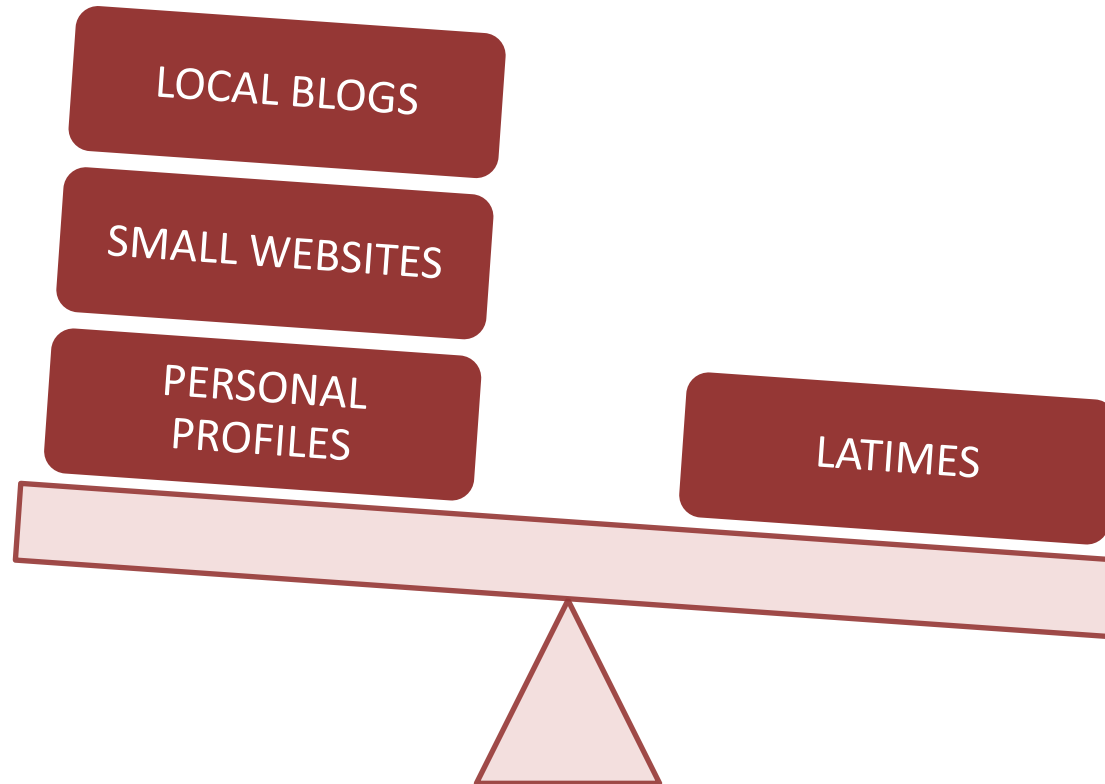 LOCAL BLOGS
SMALL WEBSITES
PERSONAL
PROFILES
LATIMES